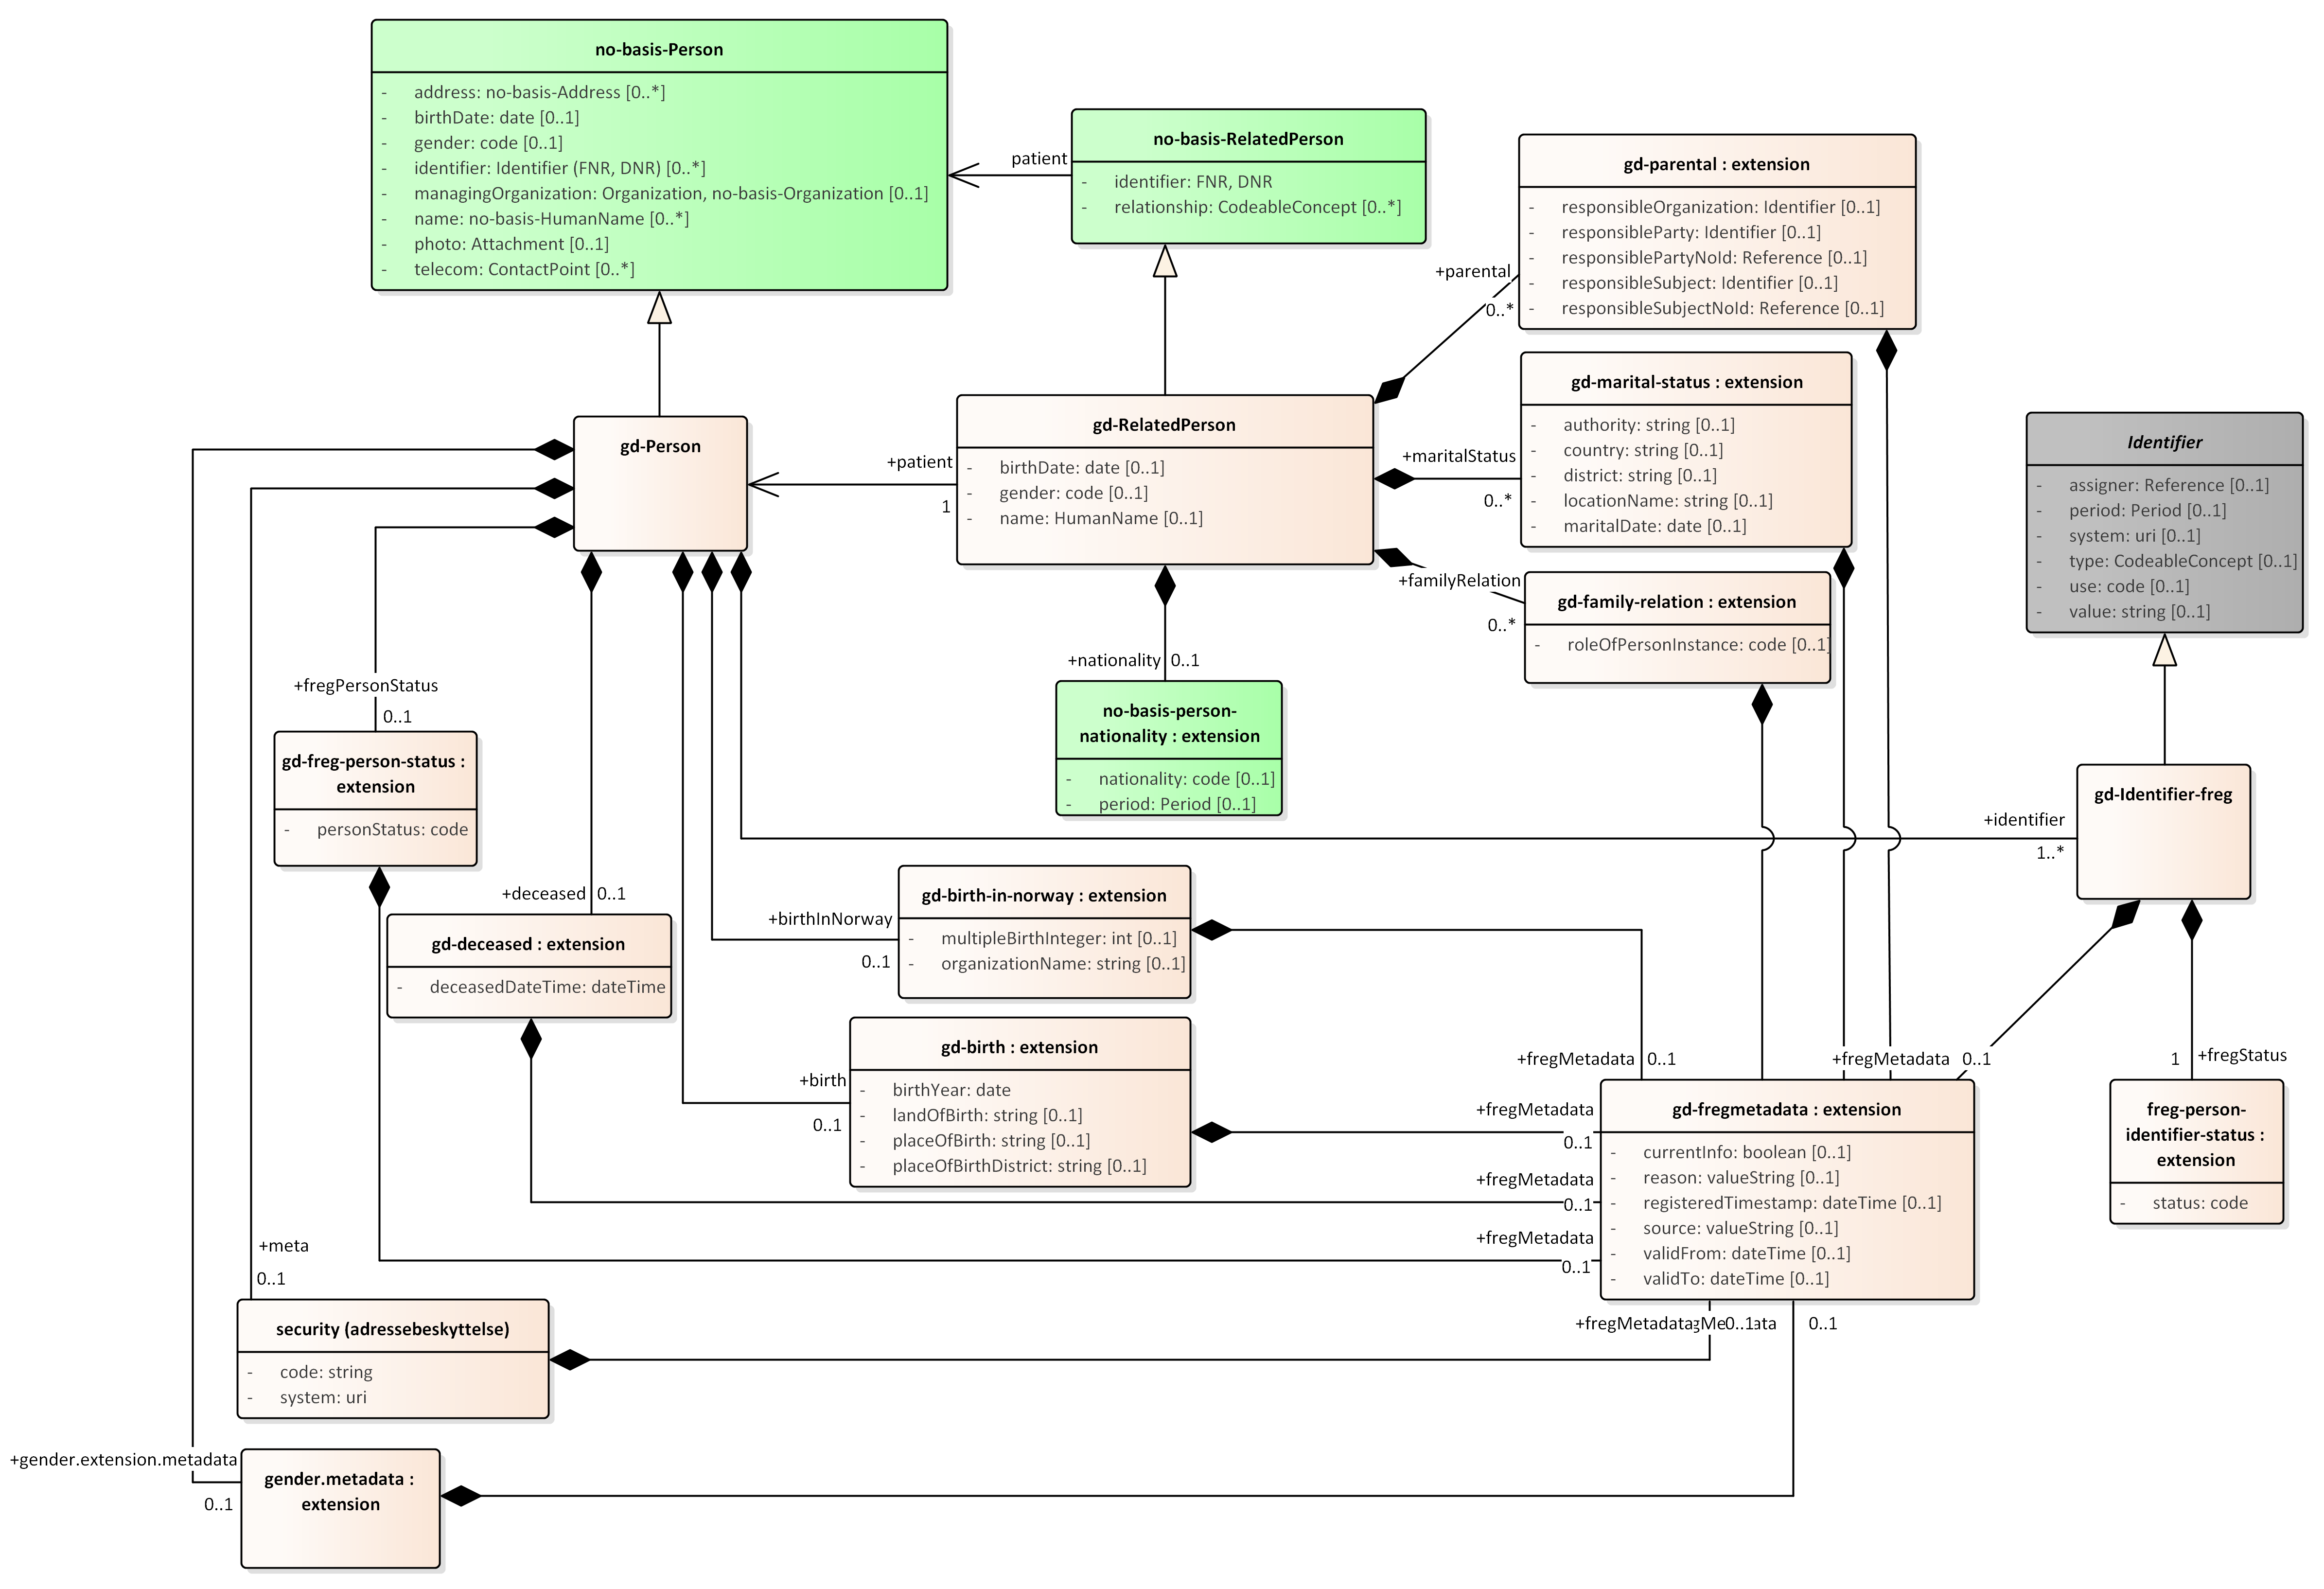 no-basis-Person
- address: no-basis-Address [0..*]
- birthDate: date [0..1]
- gender: code [0..1]
- identifier: Identifier (FNR, DNR) [0..*]
- managingOrganization: Organization, no-basis-Organization [0..1]
- name: no-basis-HumanName [0..*]
- photo: Attachment [0..1]
- telecom: ContactPoint [0..*]
patient
no-basis-RelatedPerson
- identifier: FNR, DNR
- relationship: CodeableConcept [0..*]
gd-parental : extension
- responsibleOrganization: Identifier [0..1]
- responsibleParty: Identifier [0..1]
- responsiblePartyNoId: Reference [0..1]
- responsibleSubject: Identifier [0..1]
- responsibleSubjectNoId: Reference [0..1]
+parental
0..*
gd-Person
+patient
1
gd-RelatedPerson
- birthDate: date [0..1]
- gender: code [0..1]
- name: HumanName [0..1]
+maritalStatus
0..*
gd-marital-status : extension
- authority: string [0..1]
- country: string [0..1]
- district: string [0..1]
- locationName: string [0..1]
- maritalDate: date [0..1]
Identifier
- assigner: Reference [0..1]
- period: Period [0..1]
- system: uri [0..1]
- type: CodeableConcept [0..1]
- use: code [0..1]
- value: string [0..1]
+familyRelation
0..*
gd-family-relation : extension
- roleOfPersonInstance: code [0..1]
+nationality 0..1
no-basis-person-
nationality : extension
- nationality: code [0..1]
- period: Period [0..1]
+fregPersonStatus
0..1
gd-freg-person-status :
extension
- personStatus: code
gd-Identifier-freg
+identifier
1..*
+deceased 0..1
gd-deceased : extension
- deceasedDateTime: dateTime
+birthInNorway
0..1
gd-birth-in-norway : extension
- multipleBirthInteger: int [0..1]
- organizationName: string [0..1]
+birth
0..1
gd-birth : extension
- birthYear: date
- landOfBirth: string [0..1]
- placeOfBirth: string [0..1]
- placeOfBirthDistrict: string [0..1]
+fregMetadata 0..1
+fregMetadata 0..1
1 +fregStatus
+fregMetadata
0..1
+fregMetadata
0..1
+fregMetadata
0..1
gd-fregmetadata : extension
- currentInfo: boolean [0..1]
- reason: valueString [0..1]
- registeredTimestamp: dateTime [0..1]
- source: valueString [0..1]
- validFrom: dateTime [0..1]
- validTo: dateTime [0..1]
freg-person-
identifier-status :
extension
- status: code
+meta
0..1
security (adressebeskyttelse)
- code: string
- system: uri
+fregMetadata 0..1 0..1
+gender.extension.metadata
0..1
gender.metadata :
extension